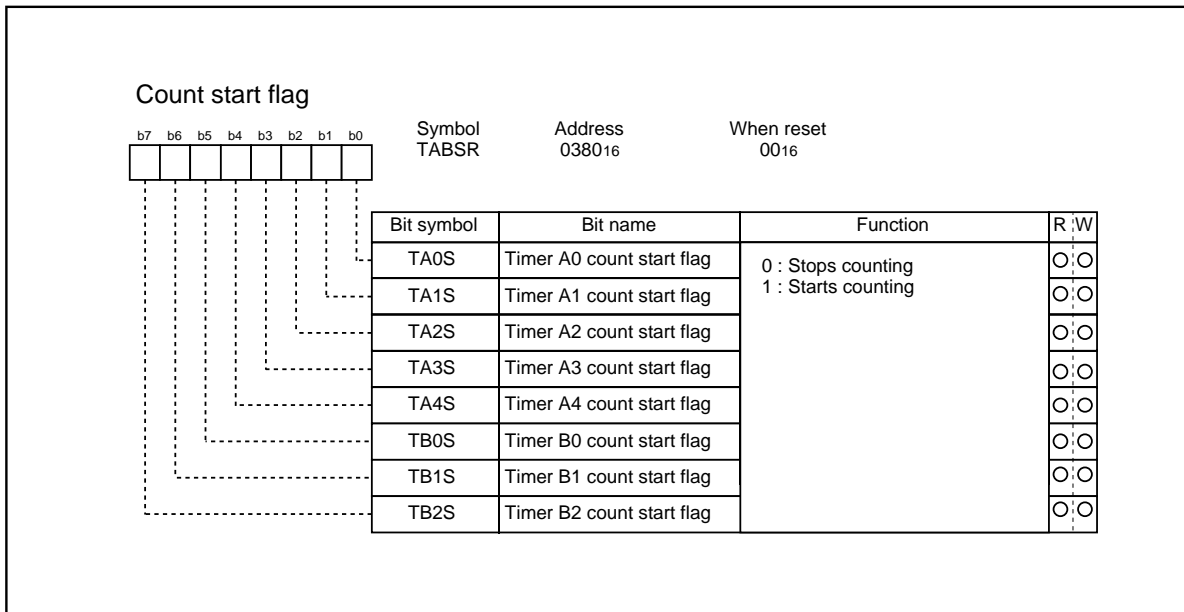 Count start flag
b7 b6 b5 b4 b3 b2 b1 b0
Symbol Address When reset
TABSR 038016 0016
Bit symbol Bit name Function R W
TA0S Timer A0 count start flag 0 : Stops counting
1 : Starts counting
TA1S Timer A1 count start flag
TA2S Timer A2 count start flag
TA3S Timer A3 count start flag
TA4S Timer A4 count start flag
TB0S Timer B0 count start flag
TB1S Timer B1 count start flag
TB2S Timer B2 count start flag